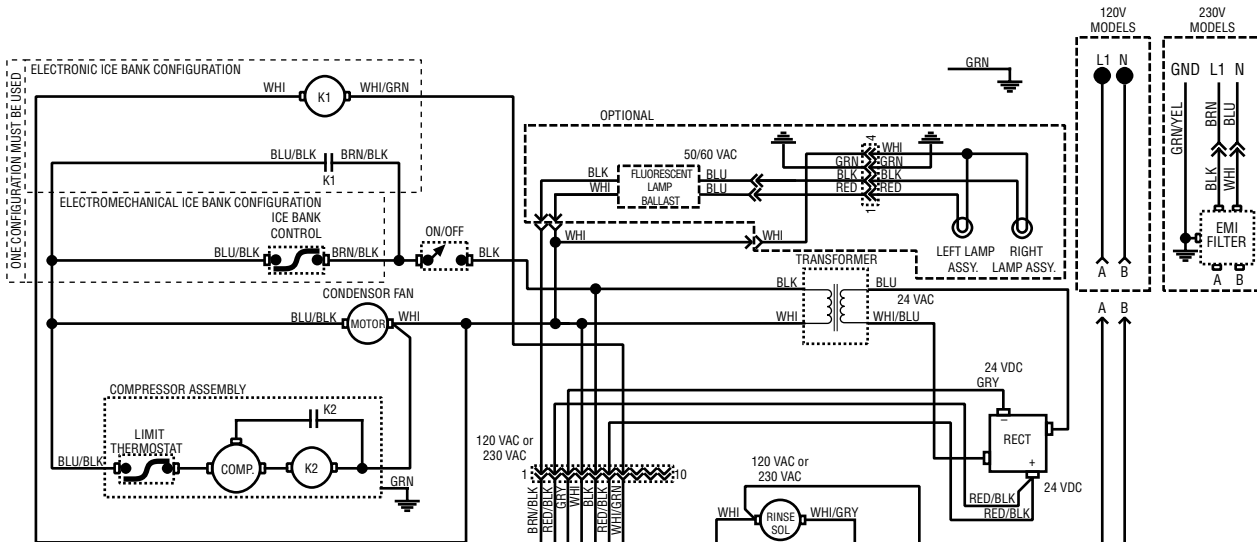 120V
MODELS
230V
MODELS
ONE CONFIGURATION MUST BE USED
ELECTRONIC ICE BANK CONFIGURATION
WHI
K1
WHI/GRN
BLU/BLK
BRN/BLK
K1
ELECTROMECHANICAL ICE BANK CONFIGURATION
ICE BANK
CONTROL
BLU/BLK
BRN/BLK
ON/OFF
BLK
CONDENSOR FAN
BLU/BLK
MOTOR
WHI
COMPRESSOR ASSEMBLY
K2
LIMIT
THERMOSTAT
BLU/BLK
COMP.
K2
GRN
GRN
OPTIONAL
50/60 VAC
BLK
WHI
FLUORESCENT
LAMP
BALLAST
BLU
BLU
4
WHI
GRN
GRN
BLK
BLK
RED
RED
1
WHI
WHI
LEFT LAMP
ASSY.
RIGHT
LAMP ASSY.
TRANSFORMER
BLK
BLU
24 VAC
WHI
WHI/BLU
24 VDC
GRY
–
RECT
+
24 VDC
RED/BLK
RED/BLK
120 VAC or
230 VAC
1
10
BRN/BLK
RED/BLK
GRY
WHI
BLK
RED/BLK
WHI/GRN
120 VAC or
230 VAC
WHI
RINSE
SOL
WHI/GRY
L1 N
A B
A B
GND L1 N
GRN/YEL
BRN
BLU
BLK
WHI
EMI
FILTER
A B